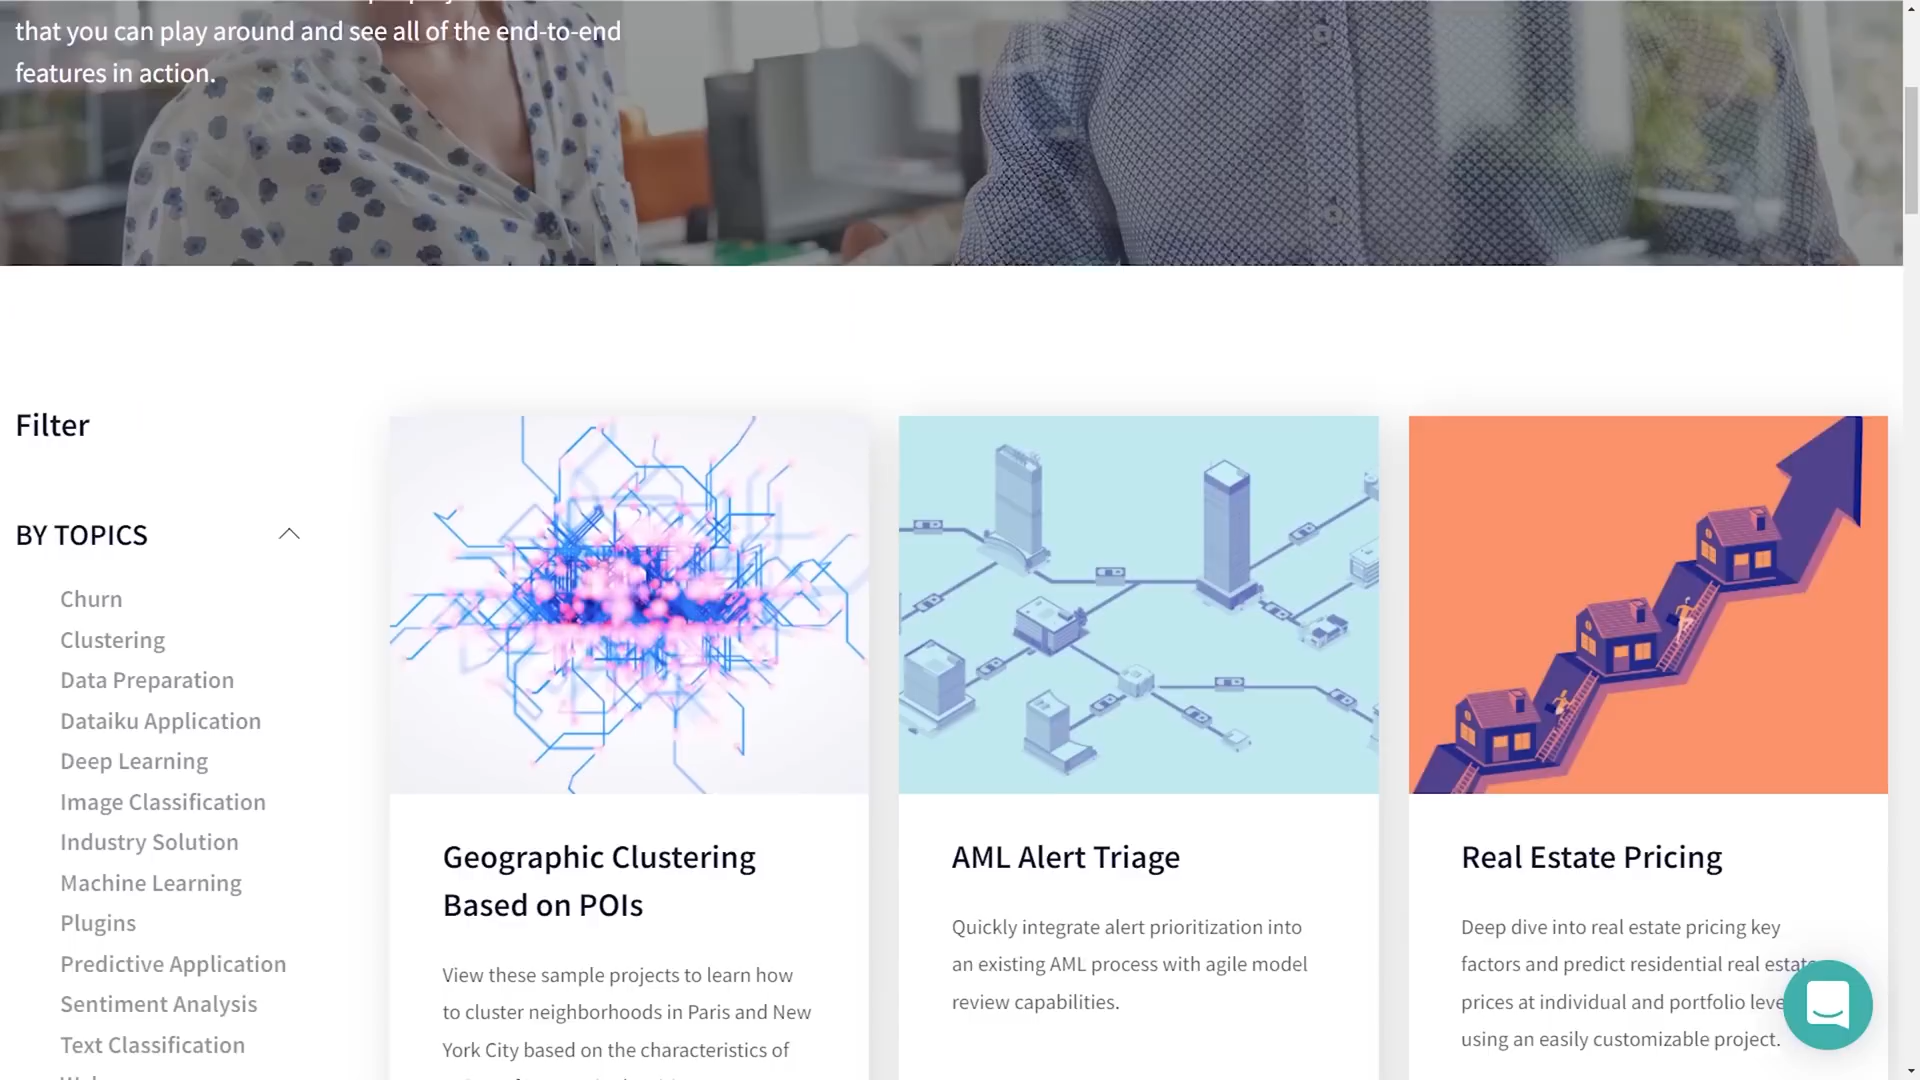 that you can play around and see all of the end-to-end
features in action.
Filter
BY TOPICS
Churn
Clustering
Data Preparation
Dataiku Application
Deep Learning
Image Classification
Industry Solution
Machine Learning
Plugins
Predictive Application
Sentiment Analysis
Text Classification
Geographic Clustering
Based on POIs
View these sample projects to learn how
to cluster neighborhoods in Paris and New
York City based on the characteristics of
AML Alert Triage
Quickly integrate alert prioritization into
an existing AML process with agile model
review capabilities.
Real Estate Pricing
Deep dive into real estate pricing key
factors and predict residential real estate
prices at individual and portfolio
using an easily customizable project.